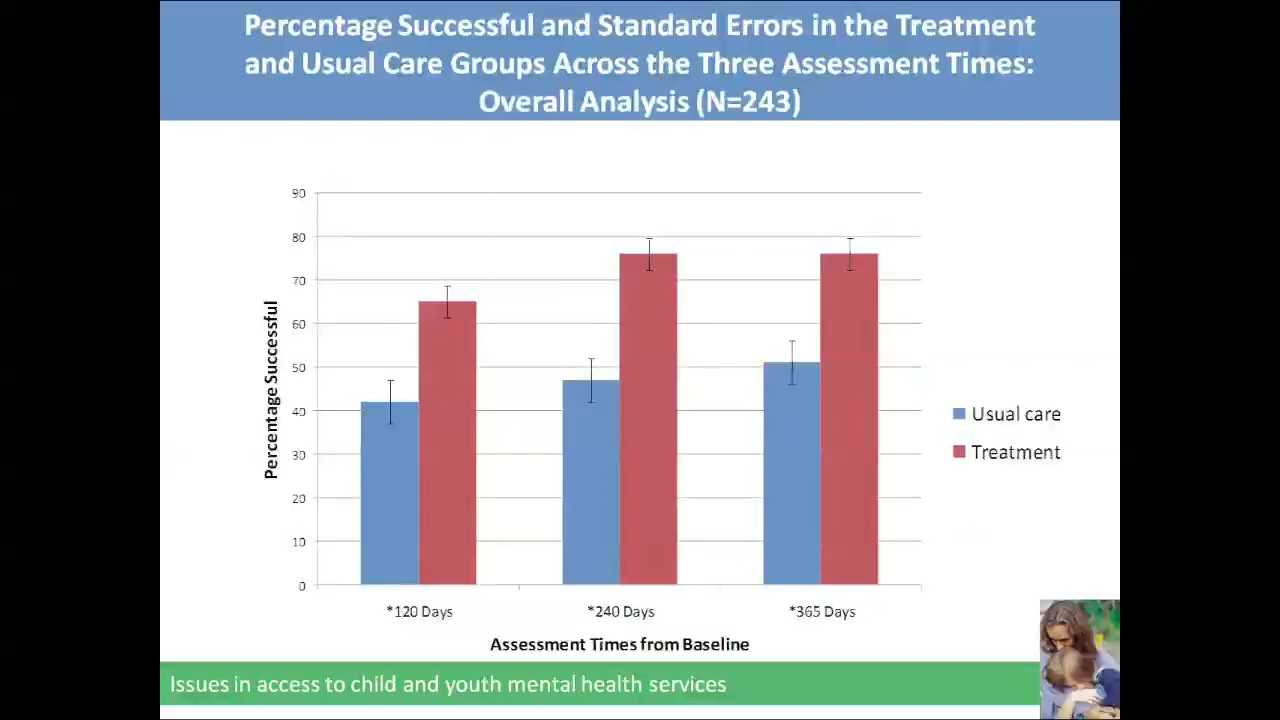 Percentage Successful and Standard Errors in the Treatment
and Usual Care Groups Across the Three Assessment Times:
Overall Analysis (N=243)
90
80
70
60
50
40
30
20
10
0
Percentage Successful
*120 Days
*240 Days
*365 Days
Assessment Times from Baseline
Usual care
Treatment
Issues in access to child and youth mental health services